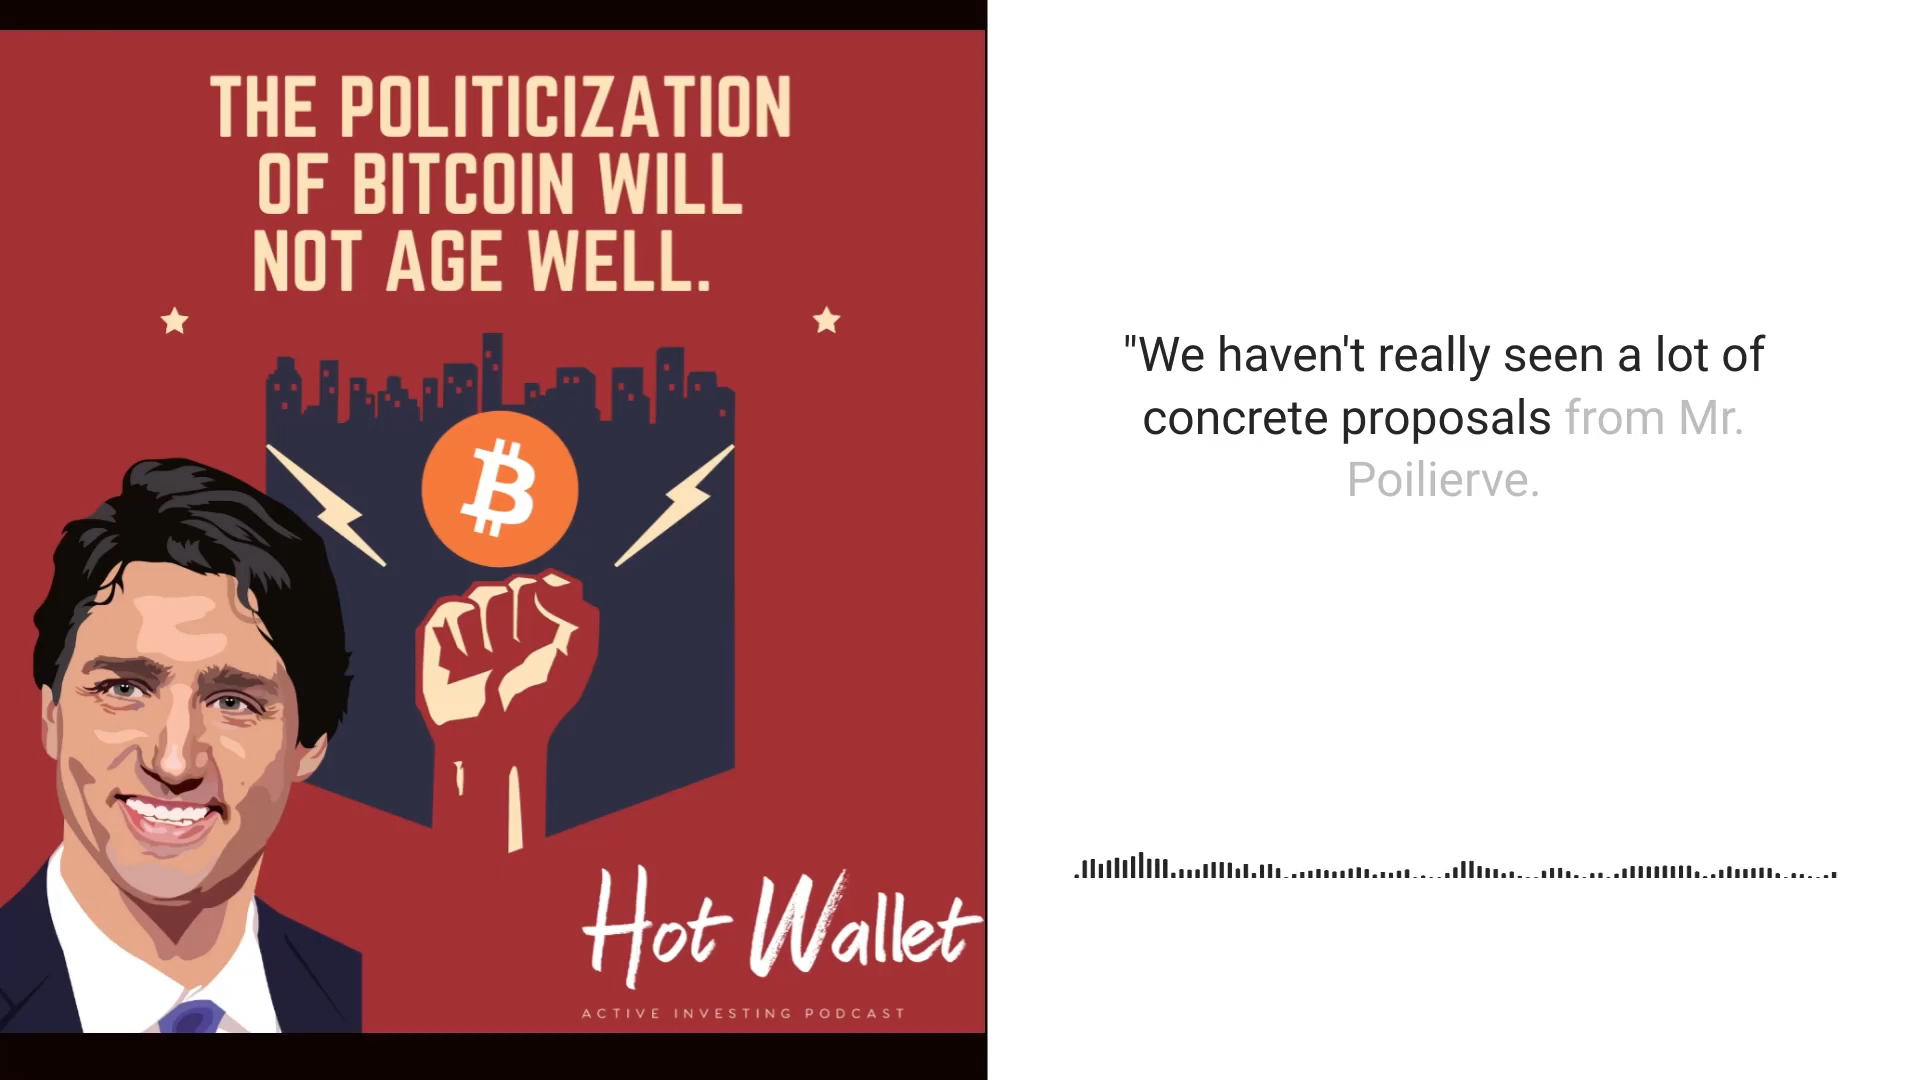 THE POLITICIZATION
OF BITCOIN WILL
NOT AGE WELL.
Hot Wallet
ACTIVE INVESTING PODCAST
"We haven't really seen a lot of
concrete proposals from Mr.
Poilierve.